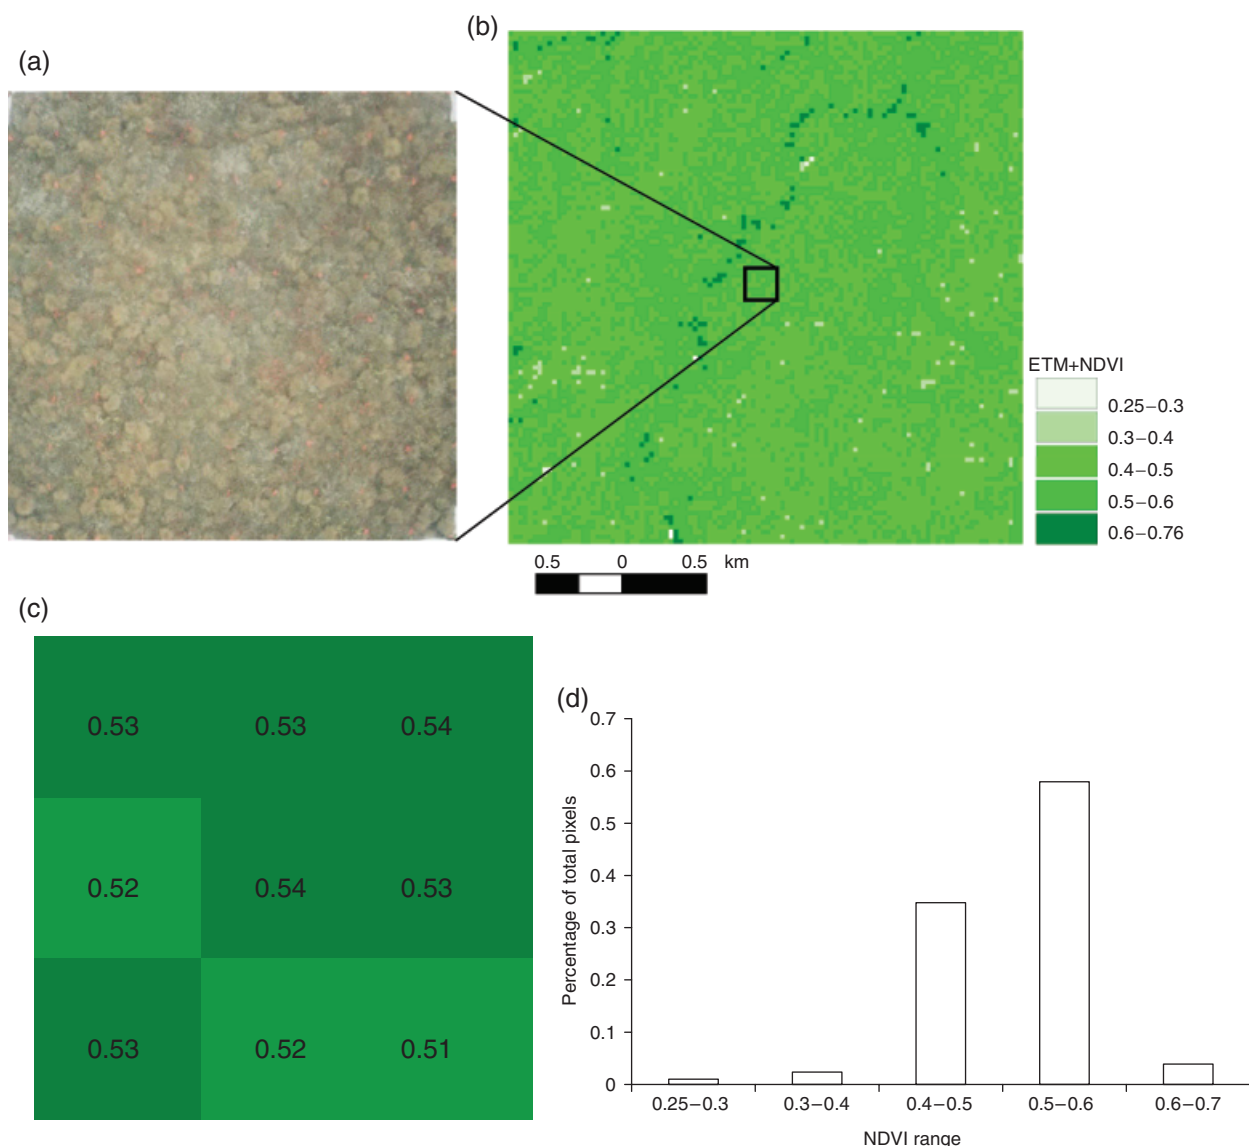 (a)
(b)
ETM+NDVI
0.25–0.3
0.3–0.4
0.4–0.5
0.5–0.6
0.6–0.76
0.5 0 0.5 km
(c)
0.53 0.53 0.54
0.52 0.54 0.53
0.53 0.52 0.51
(d)
Percentage of total pixels
0.7
0.6
0.5
0.4
0.3
0.2
0.1
0
0.25–0.3 0.3–0.4 0.4–0.5 0.5–0.6 0.6–0.7
NDVI range